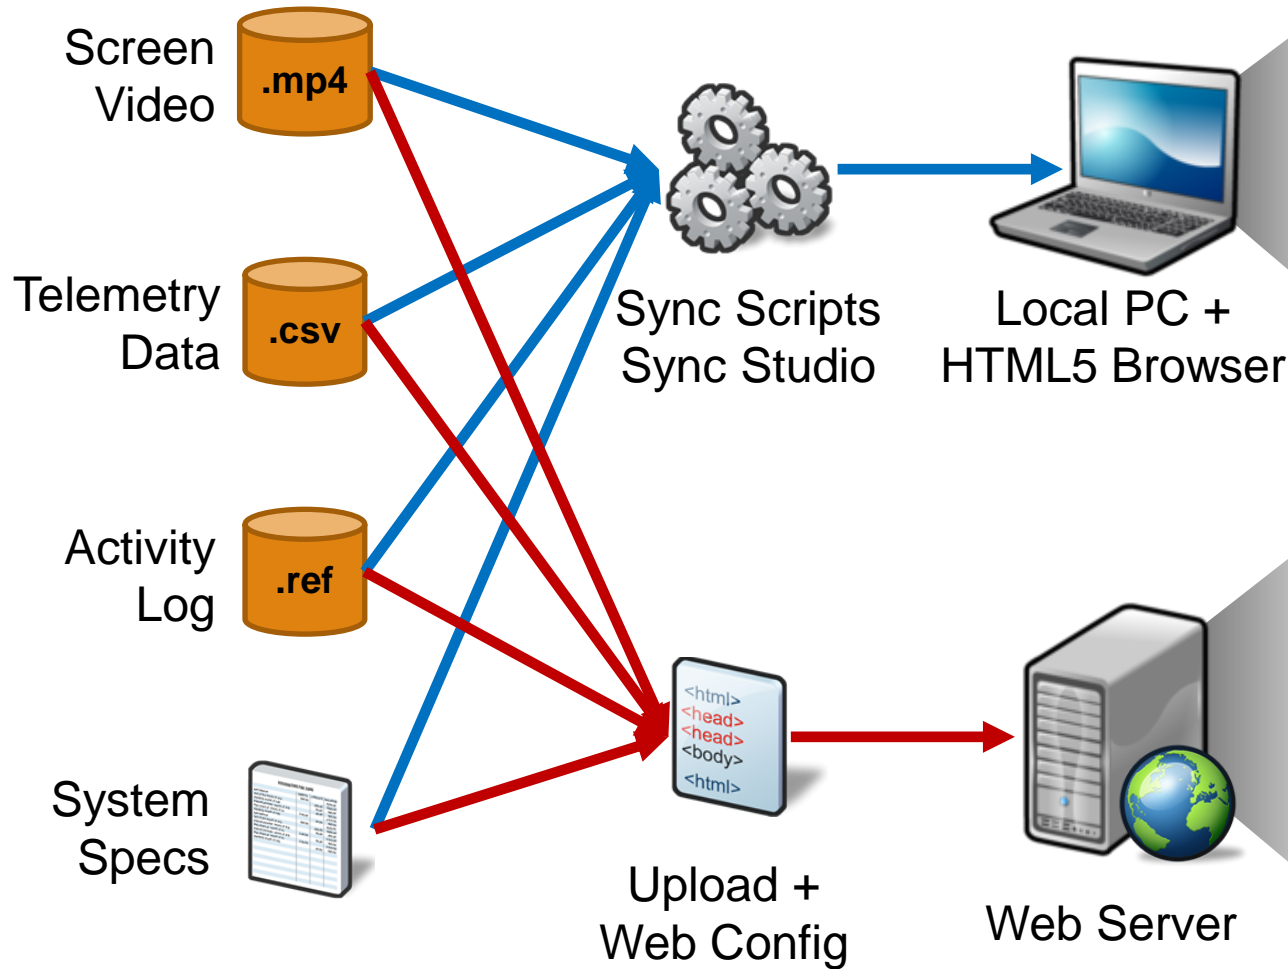 Screen
Video
.mp4
Telemetry
Data
.csv
Activity
Log
.ref
System
Specs
Sync Scripts
Sync Studio
Local PC +
HTML5 Browser
<html>
<head>
<head>
<body>
<html>
Upload +
Web Config
Web Server